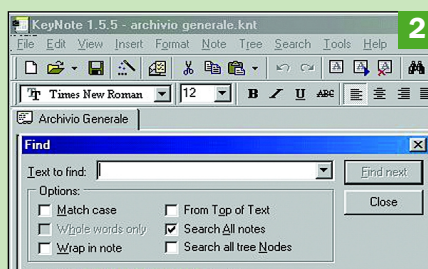 KeyNote 1.5.5 - archivio generale.knt
2
File Edit View Insert Format Note Tree Search Tools Help
Times New Roman 12 B I U ABC
Archivio Generale
Find
Text to find: Find next
Options: Close
Match case From Top of Text
Whole words only Search All notes
Wrap in note Search all tree Nodes